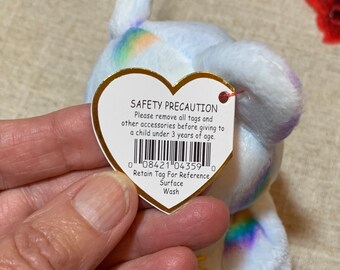 SAFETY PRECAUTION
Please remove all tags and
other accessories before giving to
a child under 3 years of age.
0 08421 04359 0
Retain Tag For Reference
Surface
Wash